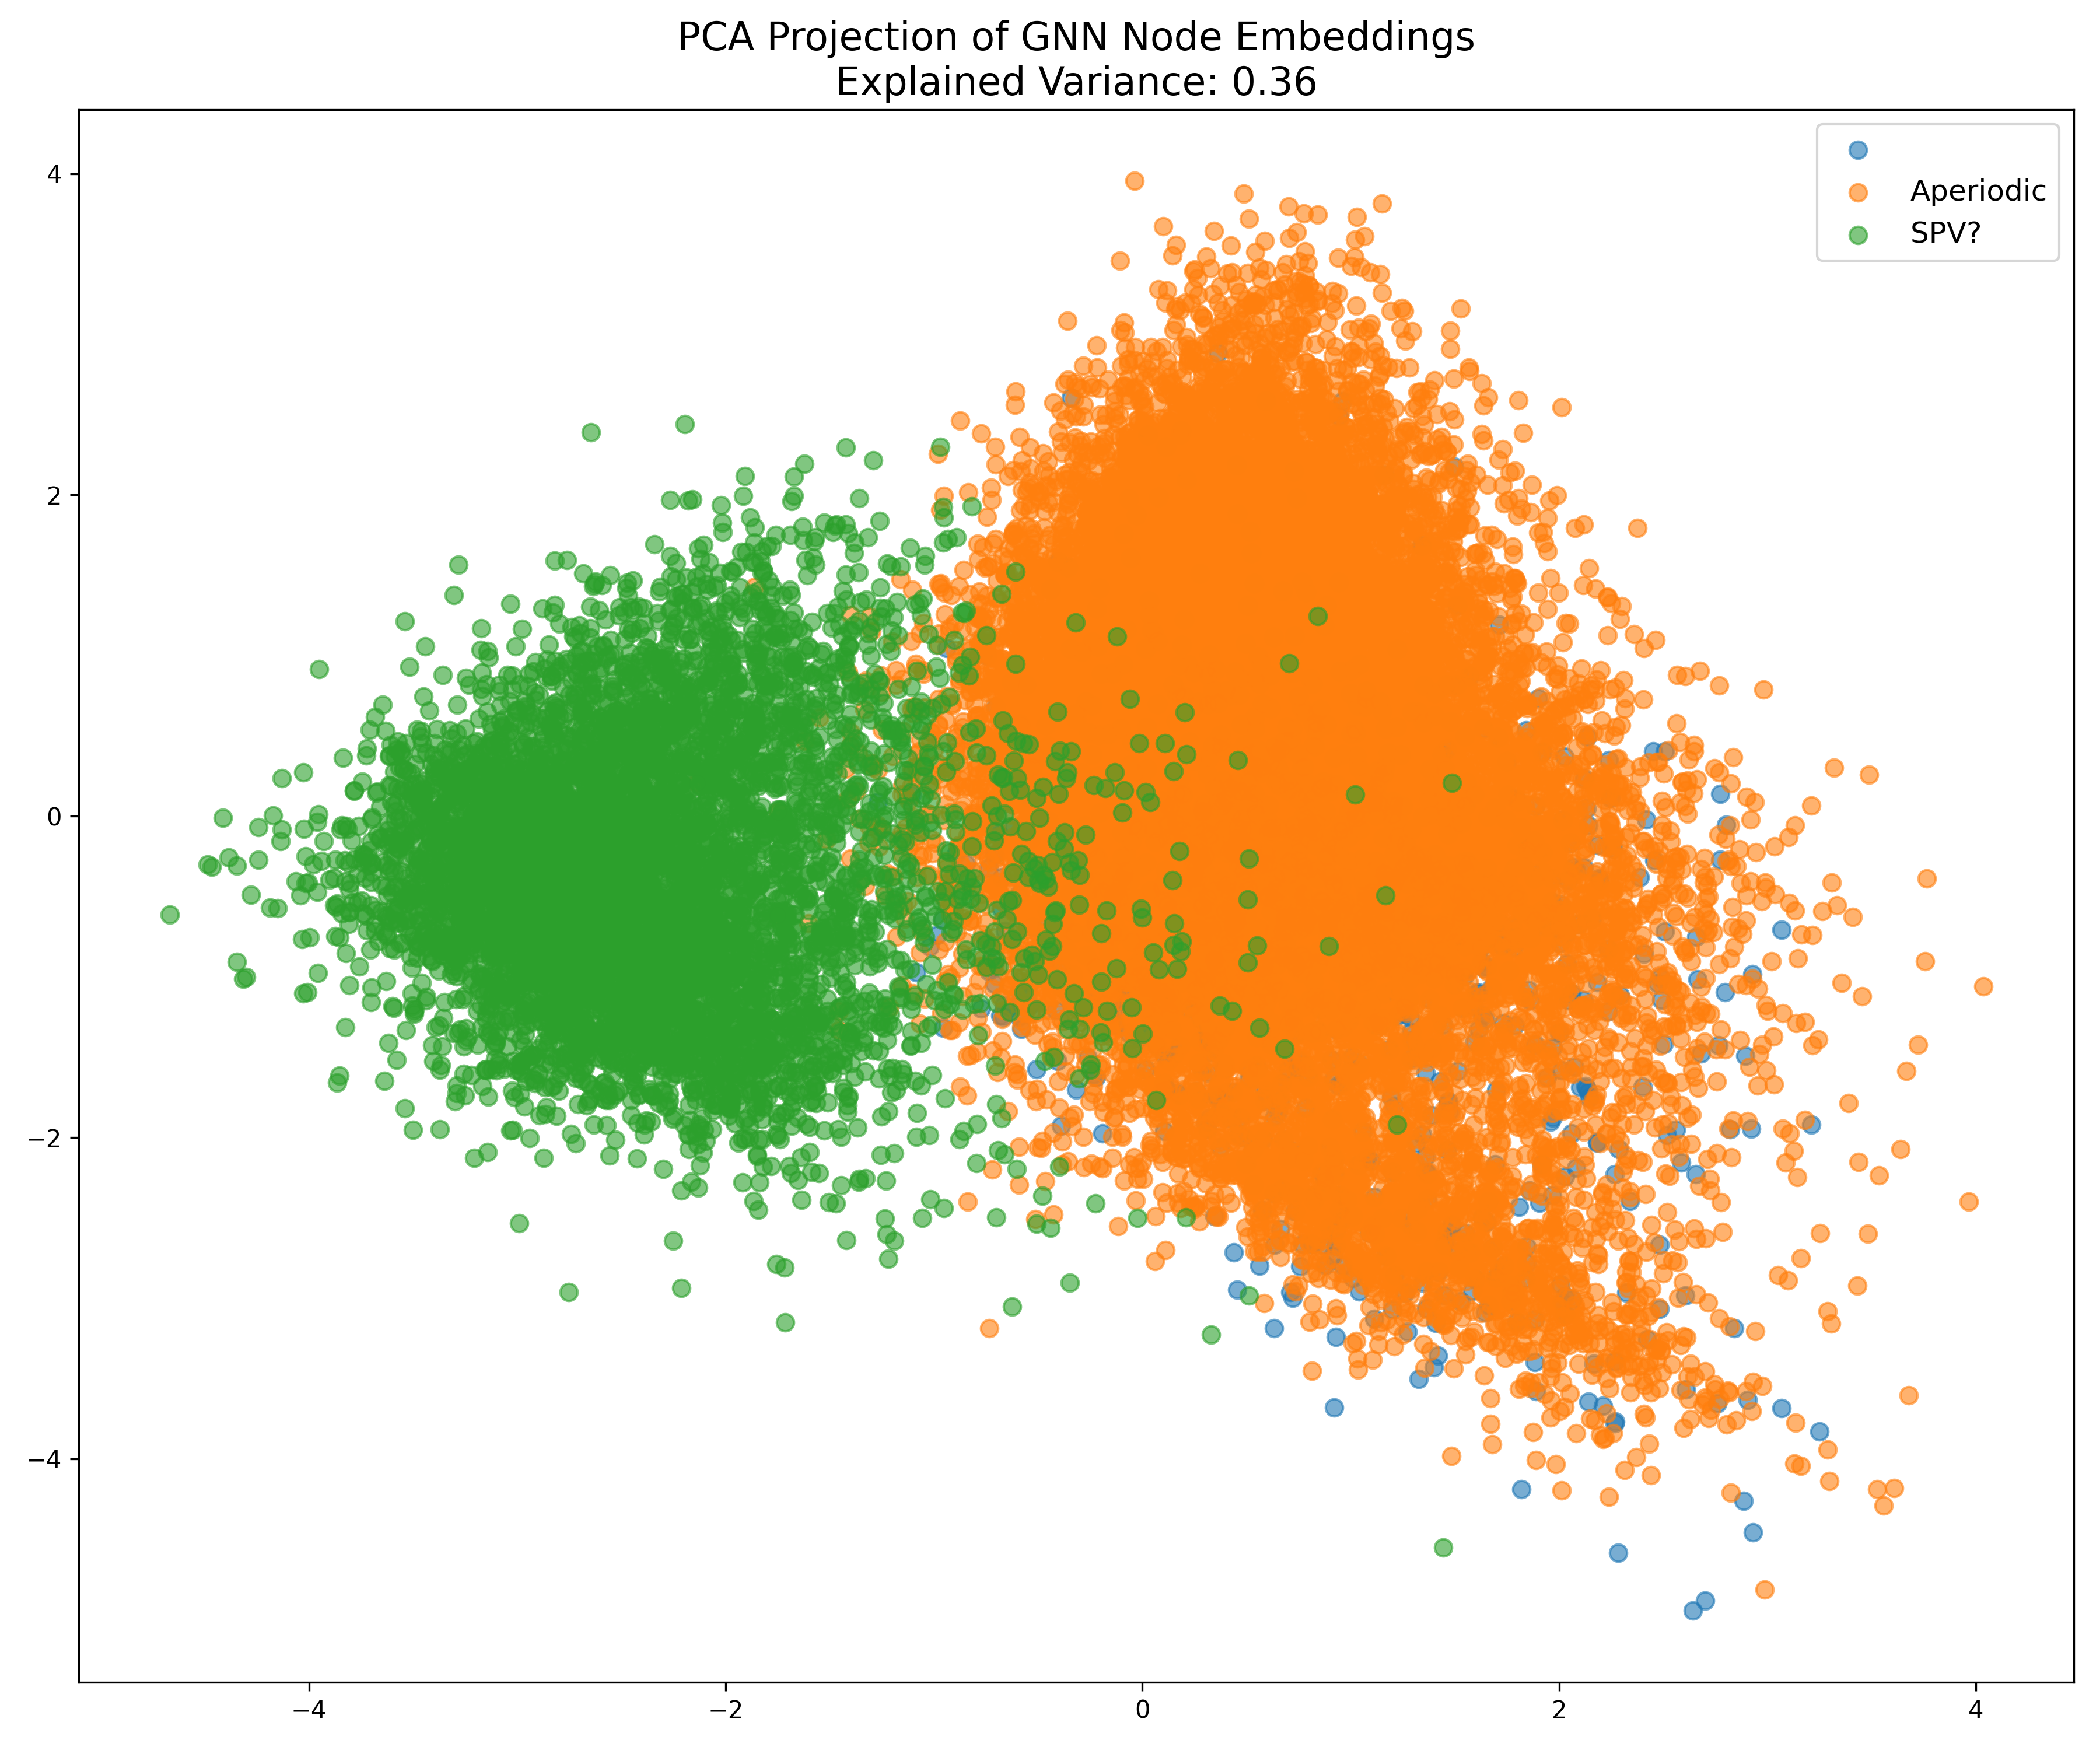 PCA Projection of GNN Node Embeddings
Explained Variance: 0.36
Aperiodic
SPV?
4
2
0
−2
−4
−4
−2
0
2
4